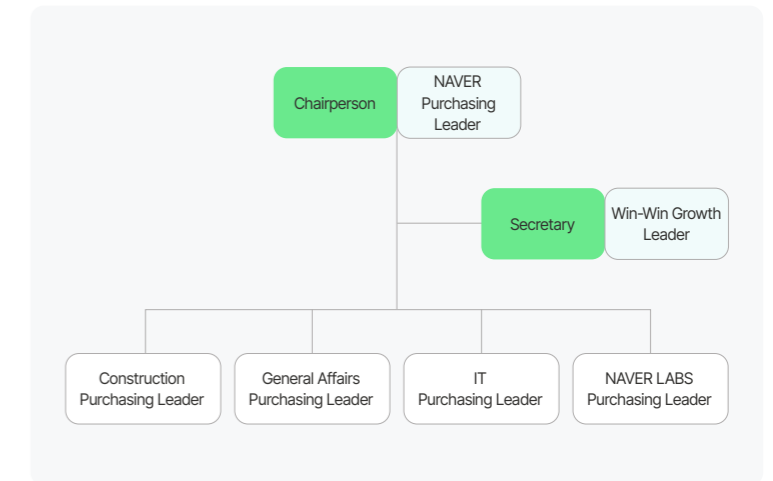 Chairperson
NAVER
Purchasing
Leader
Secretary
Win-Win Growth
Leader
Construction
Purchasing Leader
General Affairs
Purchasing Leader
IT
Purchasing Leader
NAVER LABS
Purchasing Leader